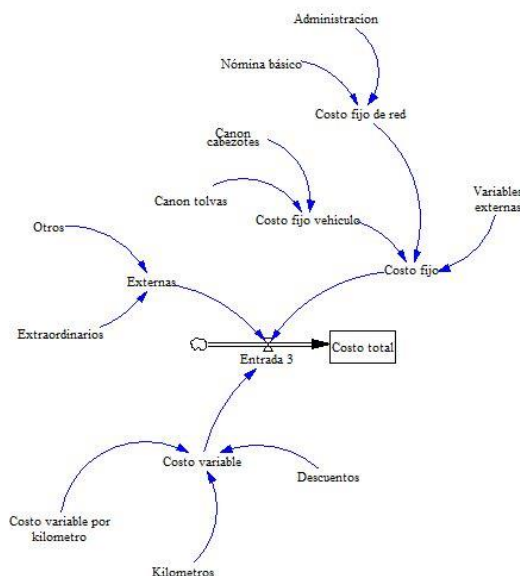 Administracion
Nómina básico
Costo fijo de red
Canon
cabezotes
Canon tolvas
Costo fijo vehiculo
Variables
externas
Otros
Costo fijo
Externas
Extraordinarios
Entrada 3
Costo total
Costo variable
Descuentos
Costo variable por
kilometro
Kilometros